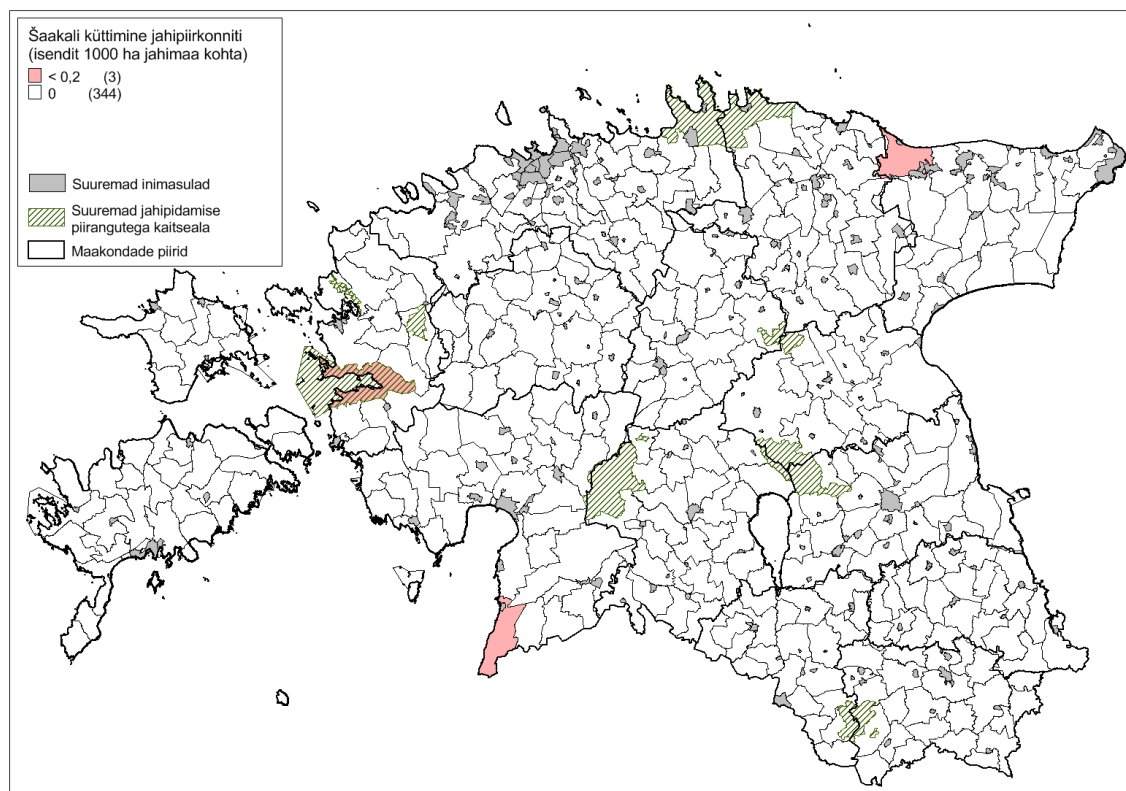 Šaakali küttimine jahipiirkonniti
(isendit 1000 ha jahimaa kohta)
< 0,2 (3)
0 (344)
Suuremad inimasulad
Suuremad jahipidamise
piirangutega kaitseala
Maakondade piirid